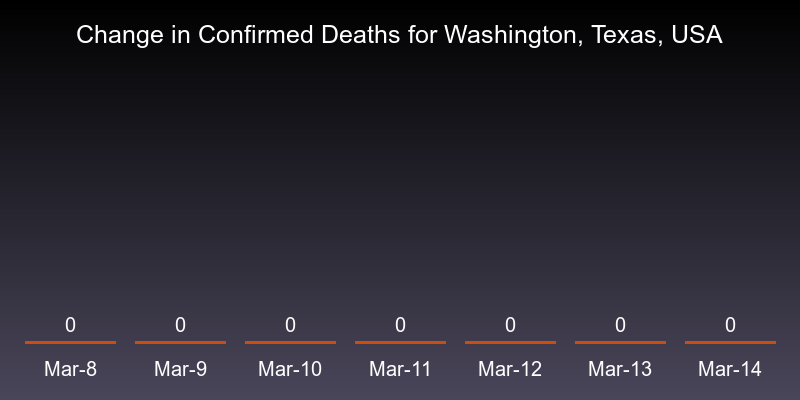 Change in Confirmed Deaths for Washington, Texas, USA
0 0 0 0 0 0 0
Mar-8 Mar-9 Mar-10 Mar-11 Mar-12 Mar-13 Mar-14